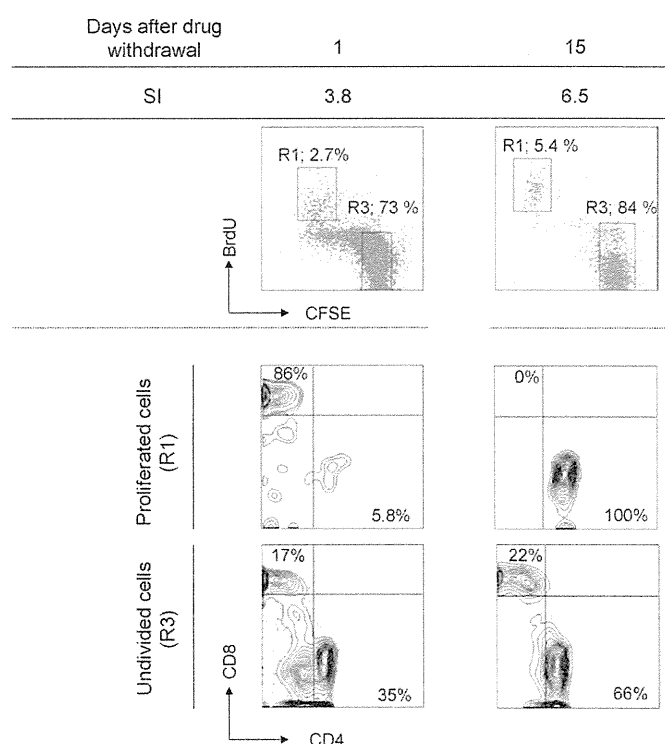 Days after drug
withdrawal
1
15
SI
3.8
6.5
R1; 2.7%
R3; 73 %
R1; 5.4 %
R3; 84 %
BrdU
CFSE
Proliferated cells
(R1)
86%
5.8%
0%
100%
Undivided cells
(R3)
17%
35%
22%
66%
CD8
CD4